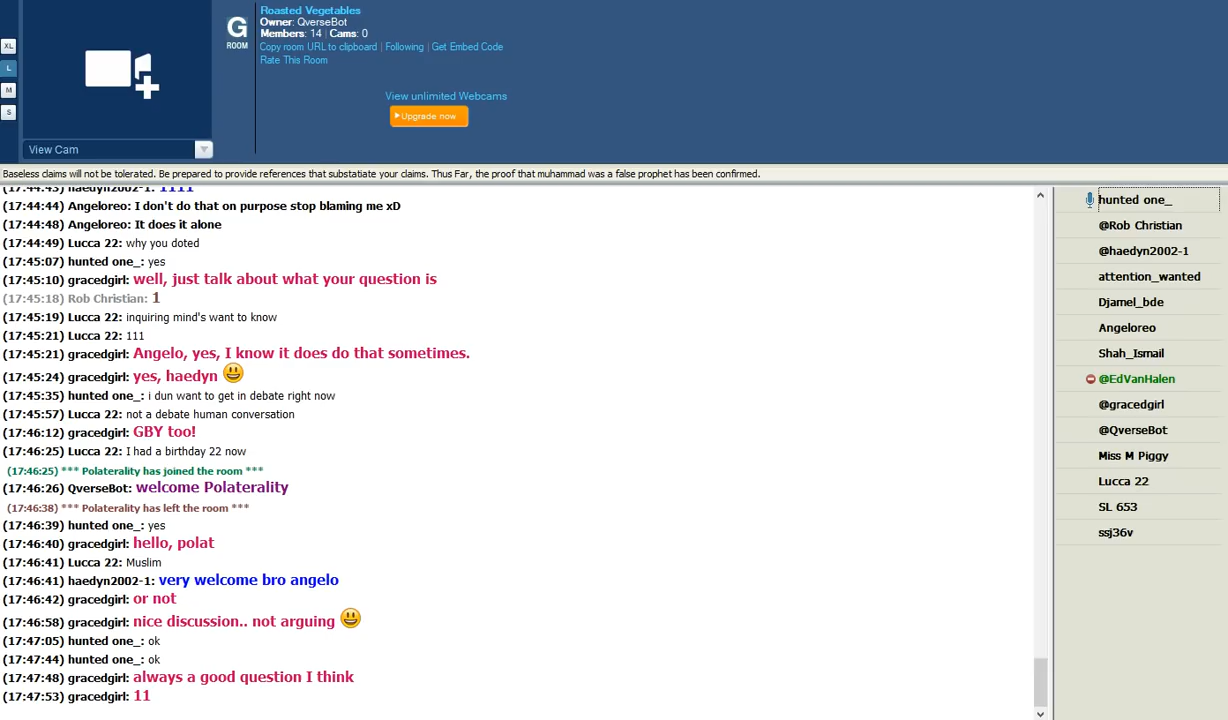 Roasted Vegetables
Owner: QverseBot
Members: 14 | Cams: 0
Copy room URL to clipboard | Following | Get Embed Code
Rate This Room
G
ROOM
XL
L
M
S
View unlimited Webcams
Upgrade now
View Cam
Baseless claims will not be tolerated. Be prepared to provide references that substatiate your claims. Thus Far, the proof that muhammad was a false prophet has been confirmed.
(17:44:43) haedyn2002-1: 1111
(17:44:44) Angeloreo: I don't do that on purpose stop blaming me xD
(17:44:48) Angeloreo: It does it alone
(17:44:49) Lucca 22: why you doted
(17:45:07) hunted one_: yes
(17:45:10) gracedgirl: well, just talk about what your question is
(17:45:18) Rob Christian: 1
(17:45:19) Lucca 22: inquiring mind's want to know
(17:45:21) Lucca 22: 111
(17:45:21) gracedgirl: Angelo, yes, I know it does do that sometimes.
(17:45:24) gracedgirl: yes, haedyn
(17:45:35) hunted one_: i dun want to get in debate right now
(17:45:57) Lucca 22: not a debate human conversation
(17:46:12) gracedgirl: GBY too!
(17:46:25) Lucca 22: I had a birthday 22 now
(17:46:25) *** Polaterality has joined the room ***
(17:46:26) QverseBot: welcome Polaterality
(17:46:38) *** Polaterality has left the room ***
(17:46:39) hunted one_: yes
(17:46:40) gracedgirl: hello, polat
(17:46:41) Lucca 22: Muslim
(17:46:41) haedyn2002-1: very welcome bro angelo
(17:46:42) gracedgirl: or not
(17:46:58) gracedgirl: nice discussion.. not arguing
(17:47:05) hunted one_: ok
(17:47:44) hunted one_: ok
(17:47:48) gracedgirl: always a good question I think
(17:47:53) gracedgirl: 11
hunted one_
@Rob Christian
@haedyn2002-1
attention_wanted
Djamel_bde
Angeloreo
Shah_Ismail
@EdVanHalen
@gracedgirl
@QverseBot
Miss M Piggy
Lucca 22
SL 653
ssj36v